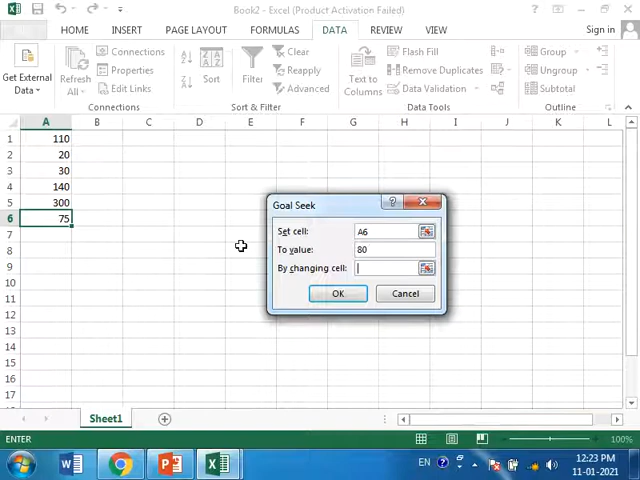 Book2 - Excel (Product Activation Failed)
HOME INSERT PAGE LAYOUT FORMULAS DATA REVIEW VIEW Sign in
Get External Data
Refresh All
Connections
Properties
Edit Links
Connections
Sort
Filter
Clear
Reapply
Advanced
Sort & Filter
Text to Columns
Flash Fill
Remove Duplicates
Data Validation
Data Tools
Group
Ungroup
Subtotal
Outline
A B C D E F G H I J K L
1 110
2 20
3 30
4 140
5 300
6 75
7
8
9
10
11
12
13
14
15
16
17
Goal Seek
Set cell: A6
To value: 80
By changing cell:
OK Cancel
Sheet1
ENTER 100%
EN 12:23 PM
11-01-2021